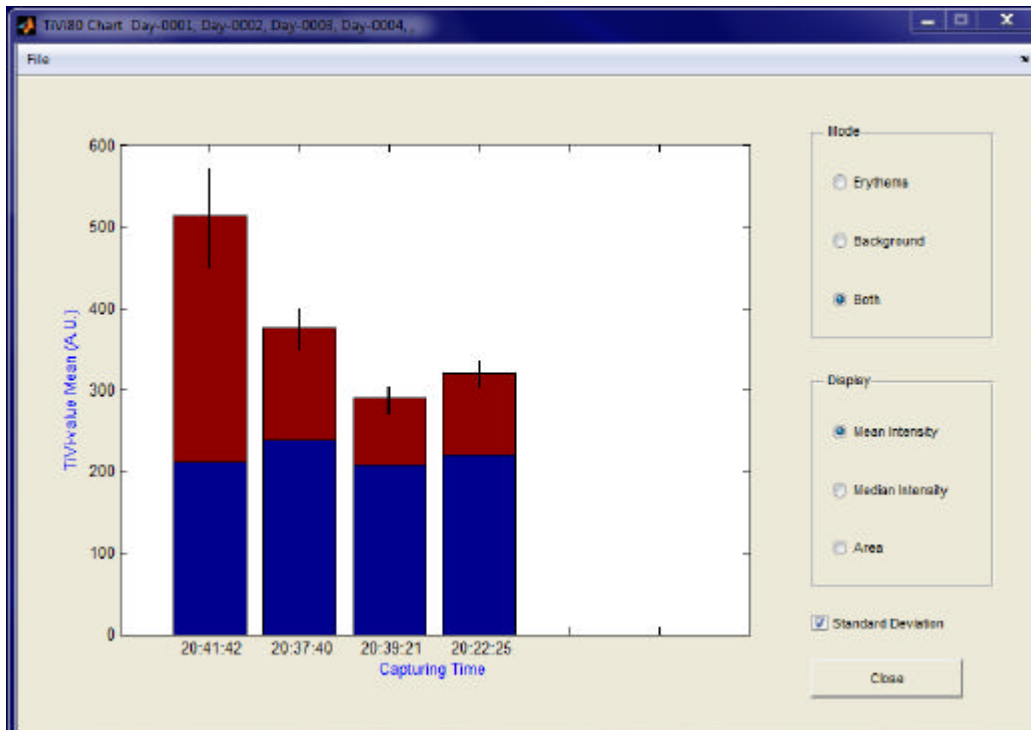 TiVi80 Chart Day-0001, Day-0002, Day-0003, Day-0004, ,
File
600
500
400
300
200
100
0
TiVi-value Mean (A.U.)
20:41:42 20:37:40 20:39:21 20:22:25
Capturing Time
Mode
Erythema
Background
Both
Display
Mean Intensity
Median Intensity
Area
Standard Deviation
Close